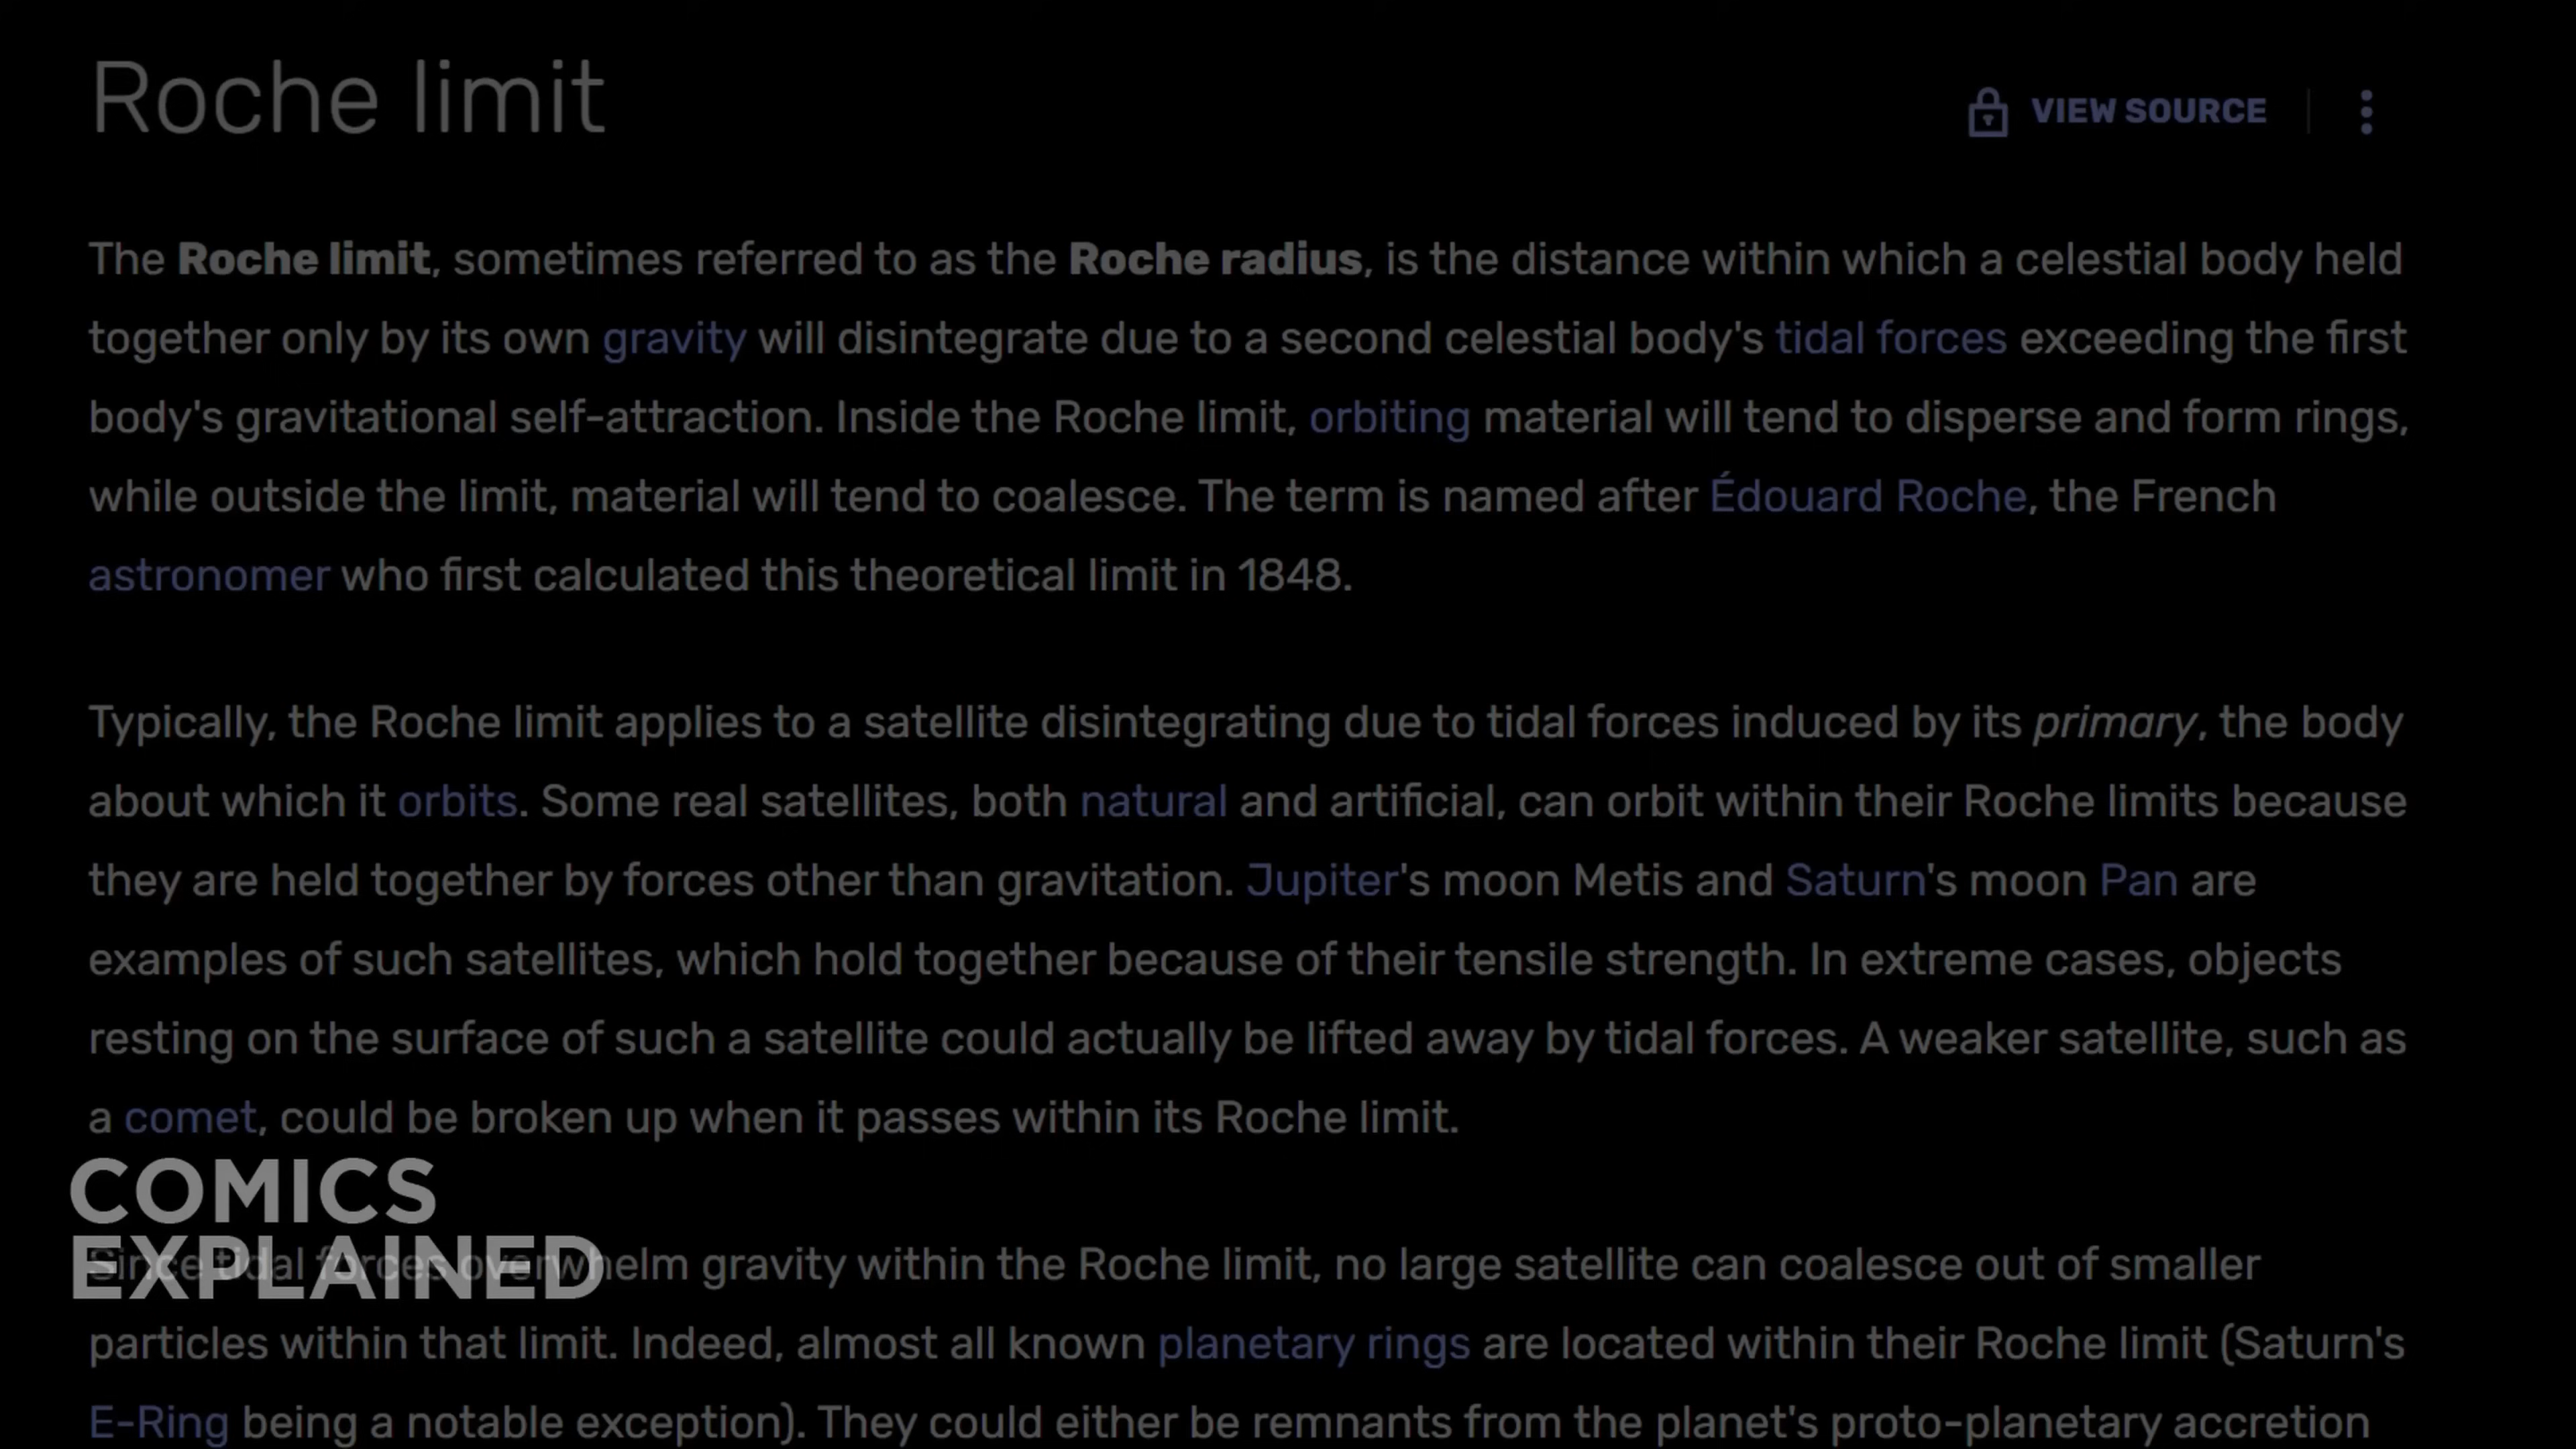 Roche limit
VIEW SOURCE
The Roche limit, sometimes referred to as the Roche radius, is the distance within which a celestial body held
together only by its own gravity will disintegrate due to a second celestial body's tidal forces exceeding the first
body's gravitational self-attraction. Inside the Roche limit, orbiting material will tend to disperse and form rings,
while outside the limit, material will tend to coalesce. The term is named after Édouard Roche, the French
astronomer who first calculated this theoretical limit in 1848.
Typically, the Roche limit applies to a satellite disintegrating due to tidal forces induced by its primary, the body
about which it orbits. Some real satellites, both natural and artificial, can orbit within their Roche limits because
they are held together by forces other than gravitation. Jupiter's moon Metis and Saturn's moon Pan are
examples of such satellites, which hold together because of their tensile strength. In extreme cases, objects
resting on the surface of such a satellite could actually be lifted away by tidal forces. A weaker satellite, such as
a comet, could be broken up when it passes within its Roche limit.
COMICS
EXPLAINED
Since tidal forces overwhelm gravity within the Roche limit, no large satellite can coalesce out of smaller
particles within that limit. Indeed, almost all known planetary rings are located within their Roche limit (Saturn's
E-Ring being a notable exception). They could either be remnants from the planet's proto-planetary accretion